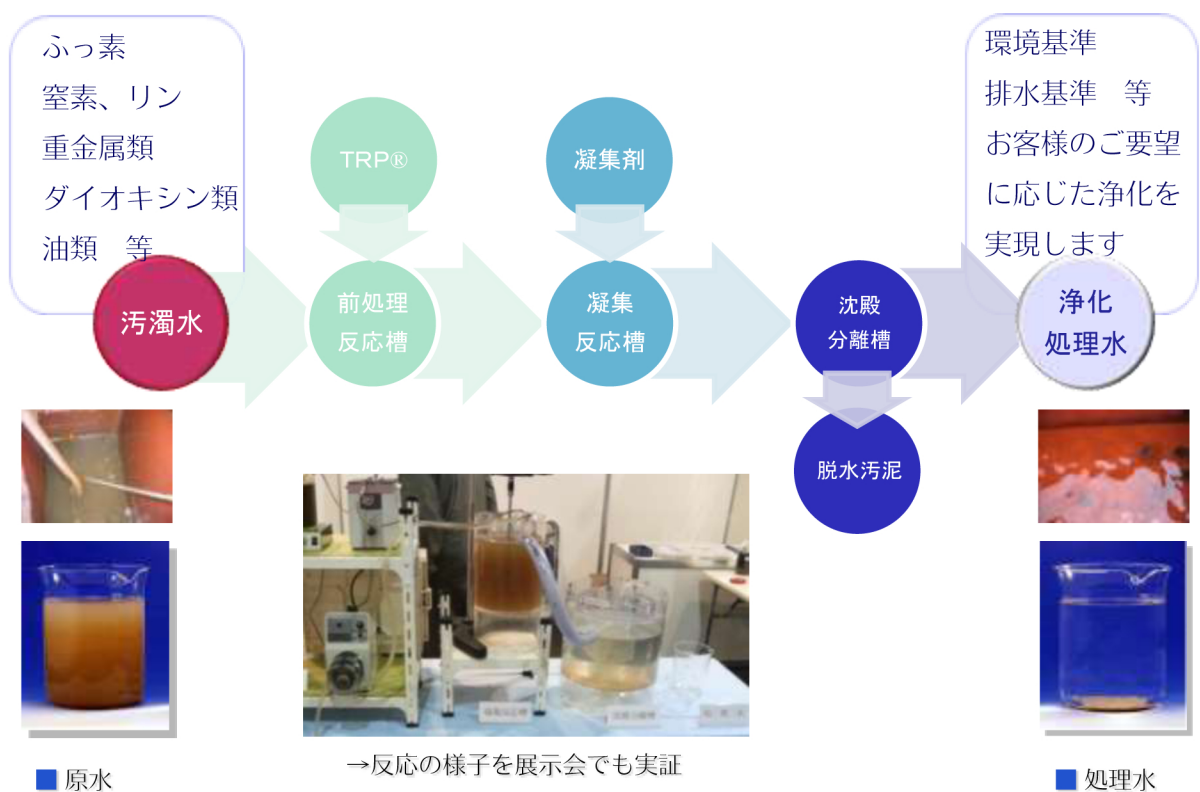 ふっ素
窒素、リン
重金属類
ダイオキシン類
油類　等
汚濁水
TRP®
前処理
反応槽
凝集剤
凝集
反応槽
沈殿
分離槽
脱水汚泥
環境基準
排水基準　等
お客様のご要望
に応じた浄化を
実現します
浄化
処理水
→反応の様子を展示会でも実証
■ 原水
■ 処理水